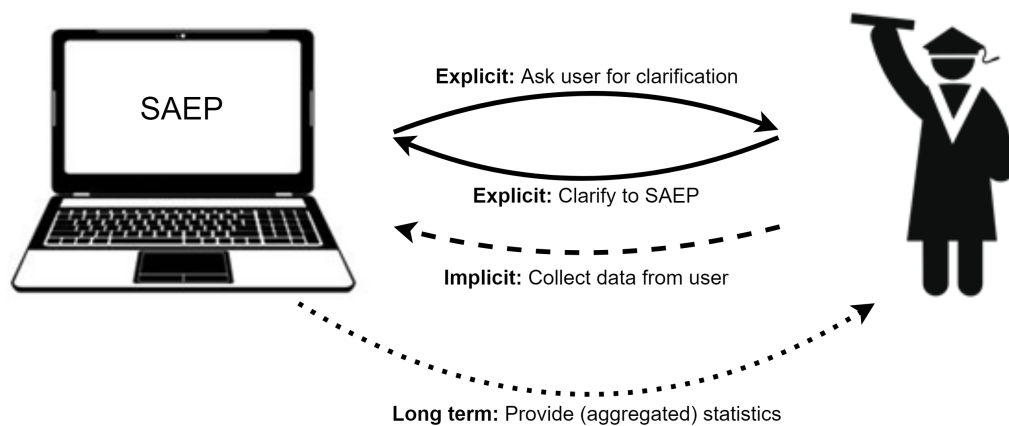 SAEP
Explicit: Ask user for clarification
Explicit: Clarify to SAEP
Implicit: Collect data from user
Long term: Provide (aggregated) statistics